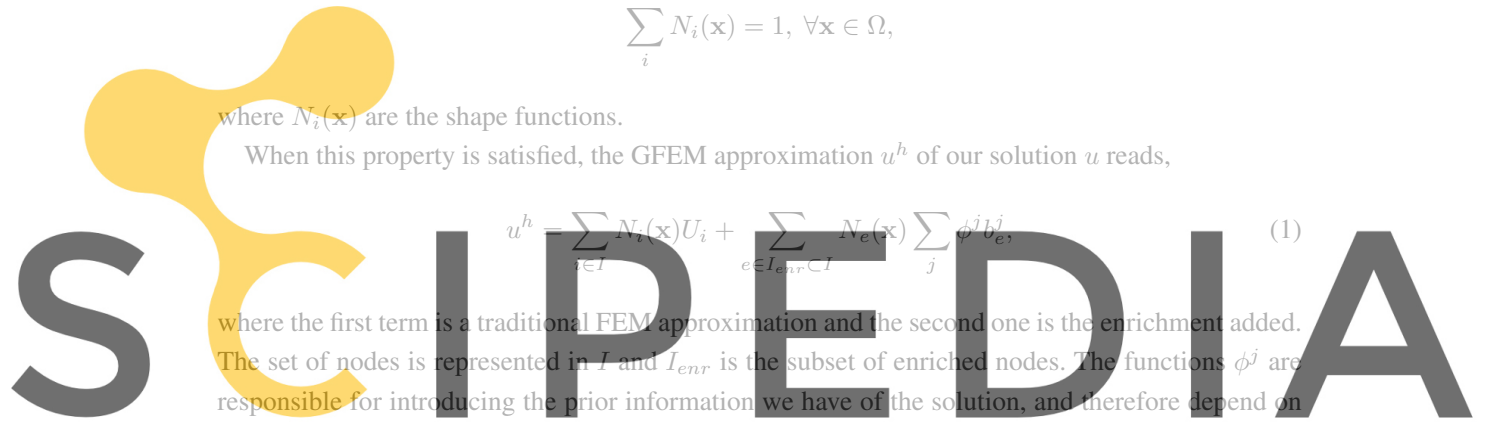 ∑_i N_i(𝐱) = 1, ∀𝐱 ∈ Ω,
where N_i(𝐱) are the shape functions.
When this property is satisfied, the GFEM approximation u^h of our solution u reads,
u^h = ∑_{i∈I} N_i(𝐱)U_i + ∑_{e∈I_{enr}⊂I} N_e(𝐱) ∑_j ϕ^j b_e^j, (1)
where the first term is a traditional FEM approximation and the second one is the enrichment added.
The set of nodes is represented in I and I_{enr} is the subset of enriched nodes. The functions ϕ^j are
responsible for introducing the prior information we have of the solution, and therefore depend on
SCIPEDIA